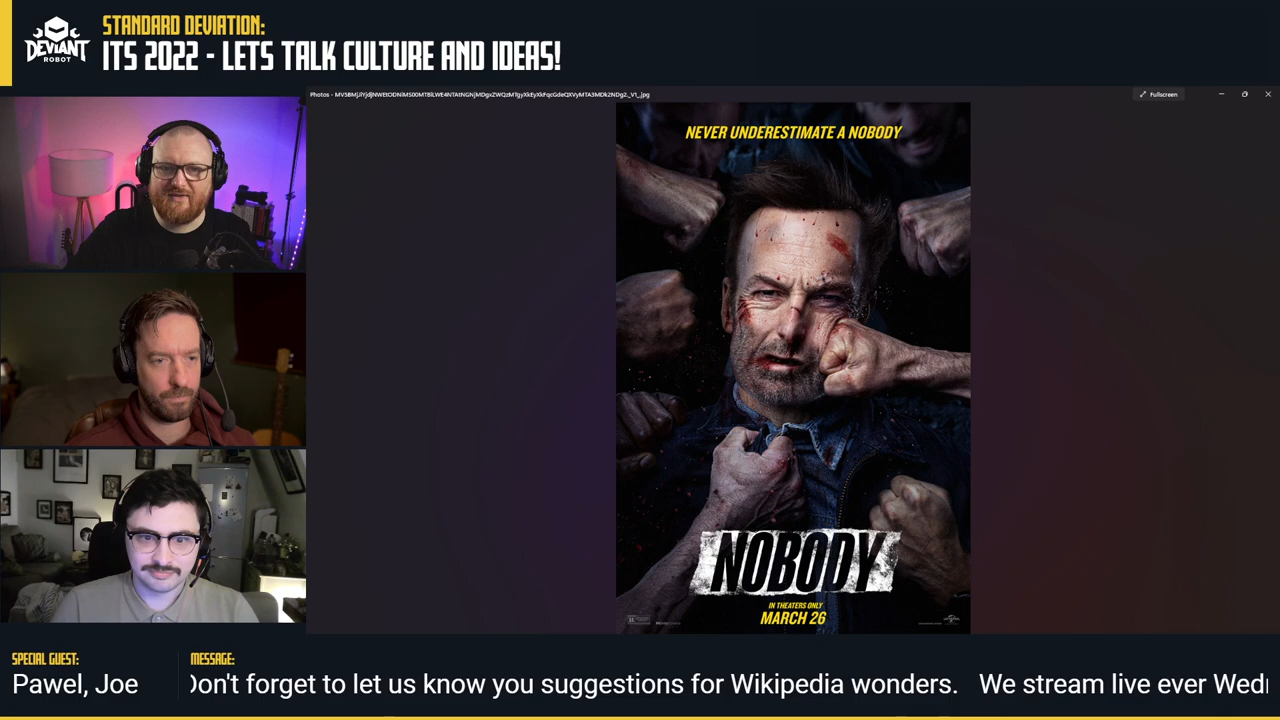 DEVIANT
ROBOT
STANDARD DEVIATION:
ITS 2022 - LETS TALK CULTURE AND IDEAS!
Fullscreen
NEVER UNDERESTIMATE A NOBODY
NOBODY
IN THEATERS ONLY
MARCH 26
SPECIAL GUEST:
Pawel, Joe
MESSAGE:
Don't forget to let us know you suggestions for Wikipedia wonders. We stream live ever Wed